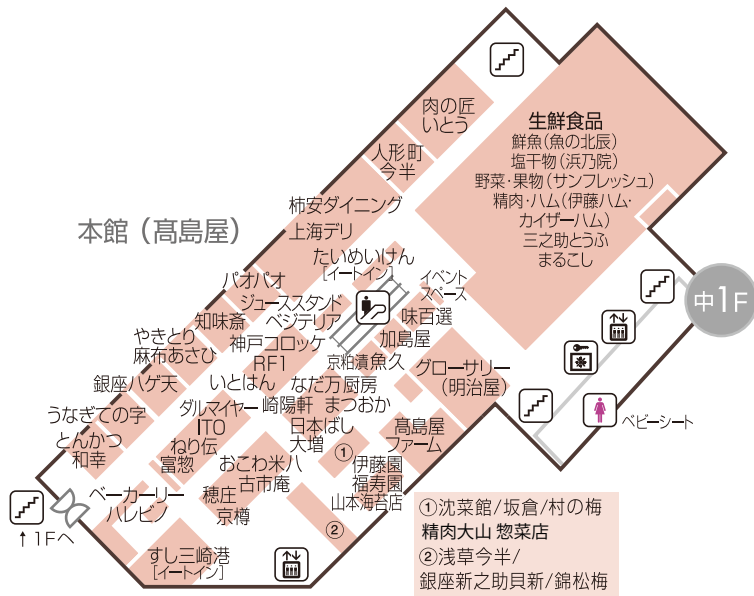 肉の匠
いとう
人形町
今半
生鮮食品
鮮魚(魚の北辰)
塩干物(浜乃院)
野菜・果物(サンフレッシュ)
精肉・ハム(伊藤ハム・
カイザーハム)
三之助とうふ
まるこし
本館（髙島屋）
柿安ダイニング
上海デリ
たいめいけん
[イートイン]
イベント
スペース
中1F
パオパオ
ジューススタンド
ベジテリア
知味斎
味百選
やきとり
麻布あさひ
神戸コロッケ
RF1
加島屋
京粕漬魚久
グローサリー
(明治屋)
銀座ハゲ天
いとはん
なだ万厨房
崎陽軒
まつおか
うなぎての字
ダルマイヤー
ITO
日本ばし
大増
髙島屋
ファーム
とんかつ
和幸
ねり伝
富惣
おこわ米八
古市庵
①
伊藤園
福寿園
山本海苔店
ベビーシート
ベーカーリー
ハレビノ
穂庄
京樽
②
↑1Fへ
すし三崎港
[イートイン]
①沈菜館/坂倉/村の梅
精肉大山 惣菜店
②浅草今半/
銀座新之助貝新/錦松梅